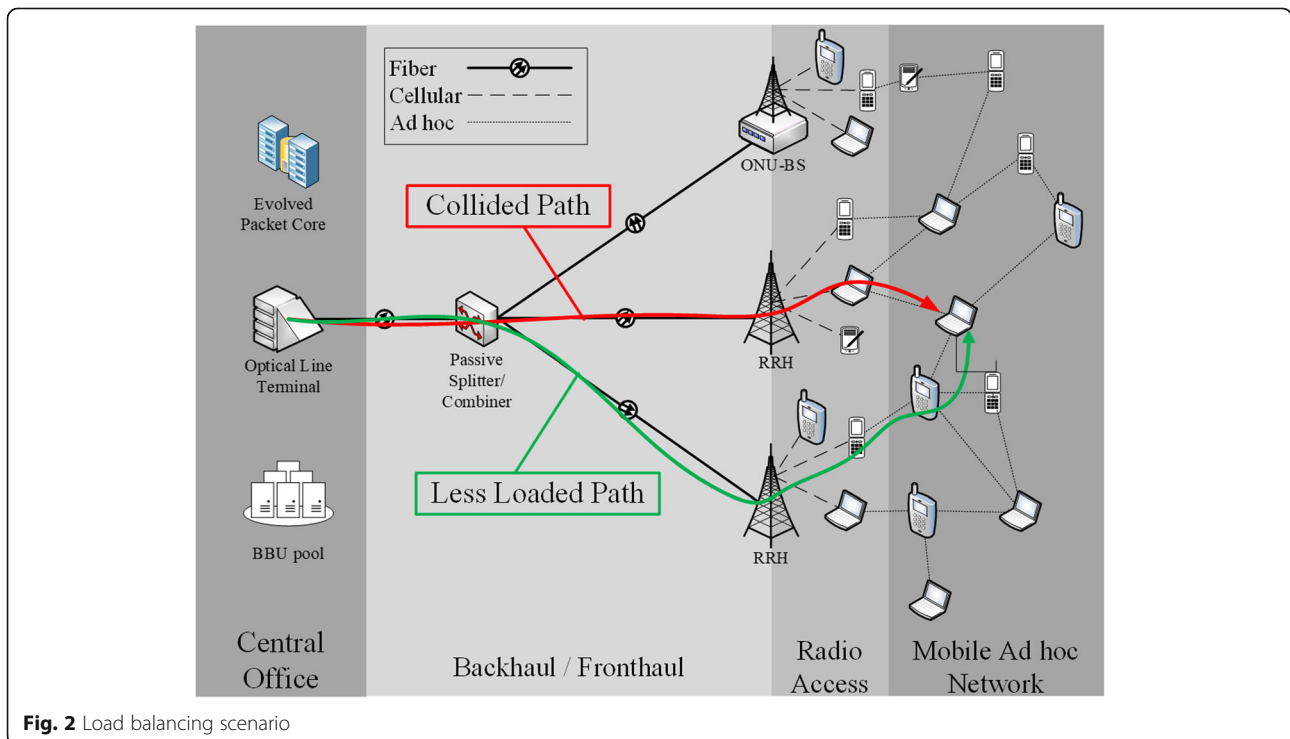 Fiber
Cellular
Ad hoc
Evolved
Packet Core
Optical Line
Terminal
BBU pool
Central
Office
Collided Path
Passive
Splitter/
Combiner
Less Loaded Path
Backhaul / Fronthaul
ONU-BS
RRH
RRH
Radio
Access
Mobile Ad hoc
Network
Fig. 2 Load balancing scenario